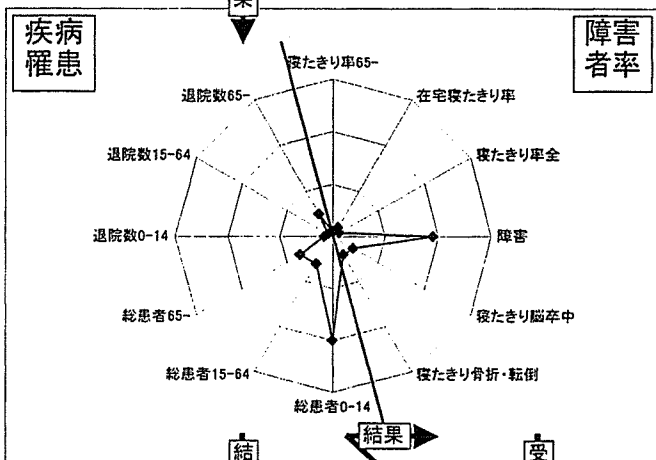 果
疾病
罹患
障害
者率
寝たきり率65-
退院数65-
在宅寝たきり率
退院数15-64
寝たきり率全
退院数0-14
障害
総患者65-
寝たきり脳卒中
総患者15-64
寝たきり骨折・転倒
総患者0-14
結果
結
受